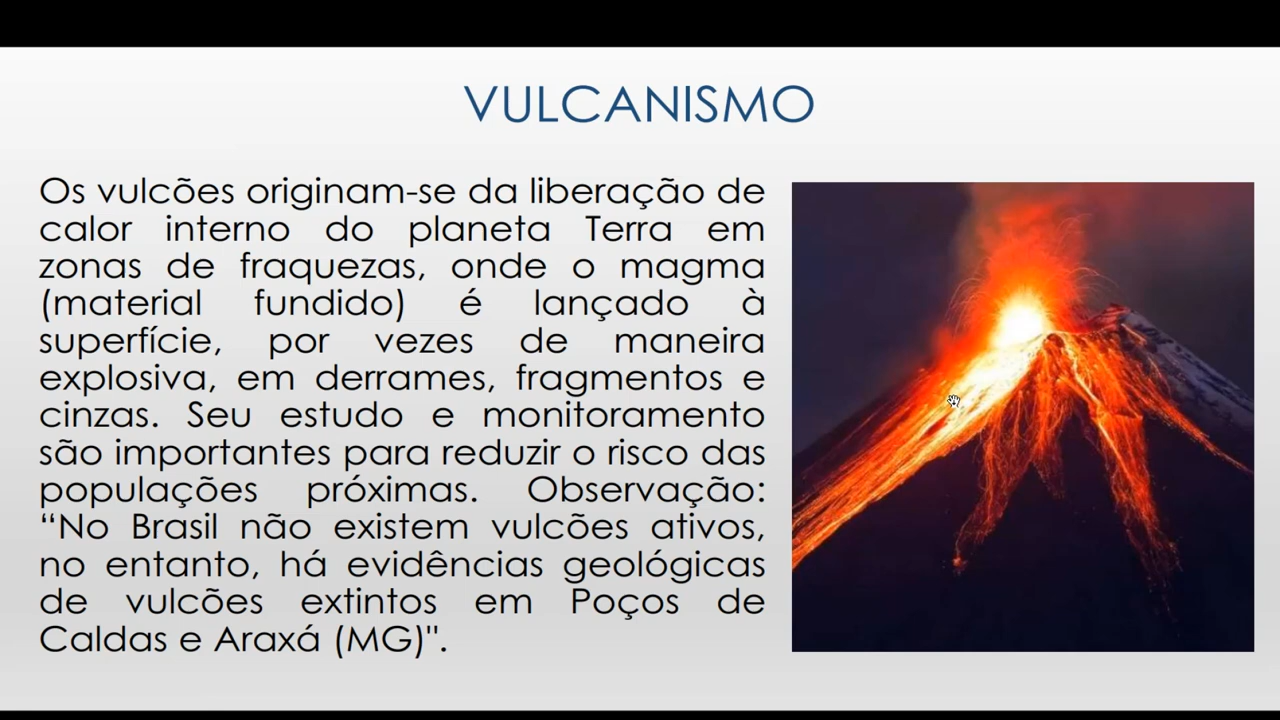 VULCANISMO
Os vulcões originam-se da liberação de
calor interno do planeta Terra em
zonas de fraquezas, onde o magma
(material fundido) é lançado à
superfície, por vezes de maneira
explosiva, em derrames, fragmentos e
cinzas. Seu estudo e monitoramento
são importantes para reduzir o risco das
populações próximas. Observação:
“No Brasil não existem vulcões ativos,
no entanto, há evidências geológicas
de vulcões extintos em Poços de
Caldas e Araxá (MG)".